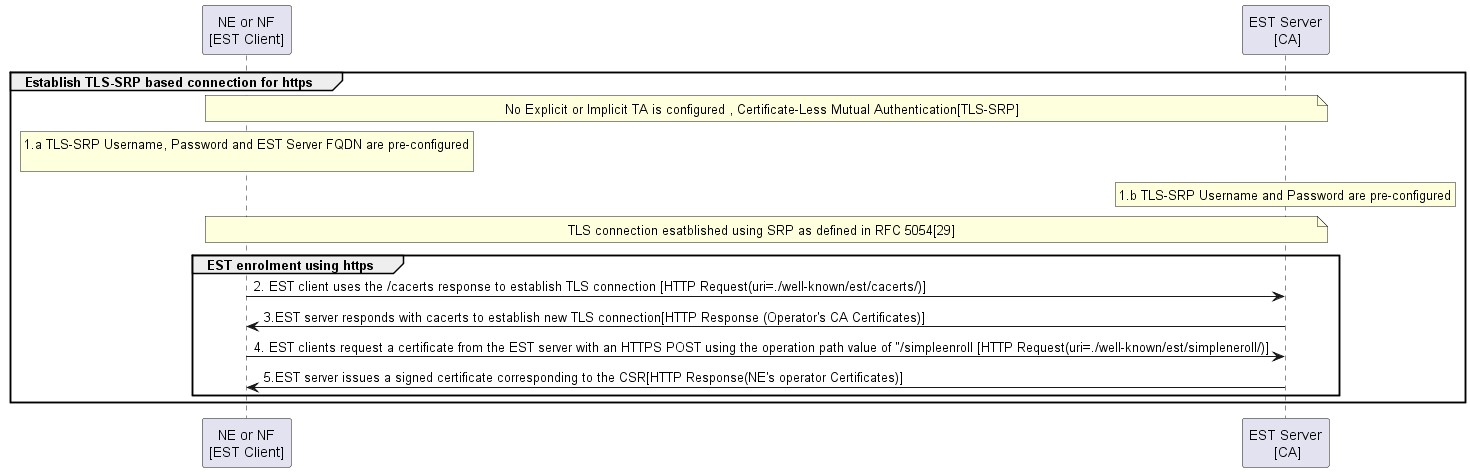 NE or NF
[EST Client]
EST Server
[CA]
Establish TLS-SRP based connection for https
No Explicit or Implicit TA is configured , Certificate-Less Mutual Authentication[TLS-SRP]
1.a TLS-SRP Username, Password and EST Server FQDN are pre-configured
1.b TLS-SRP Username and Password are pre-configured
TLS connection esatblished using SRP as defined in RFC 5054[29]
EST enrolment using https
2. EST client uses the /cacerts response to establish TLS connection [HTTP Request(uri=./well-known/est/cacerts/)]
3.EST server responds with cacerts to establish new TLS connection[HTTP Response (Operator's CA Certificates)]
4. EST clients request a certificate from the EST server with an HTTPS POST using the operation path value of "/simpleenroll [HTTP Request(uri=./well-known/est/simpleneroll/)]
5.EST server issues a signed certificate corresponding to the CSR[HTTP Response(NE's operator Certificates)]
NE or NF
[EST Client]
EST Server
[CA]